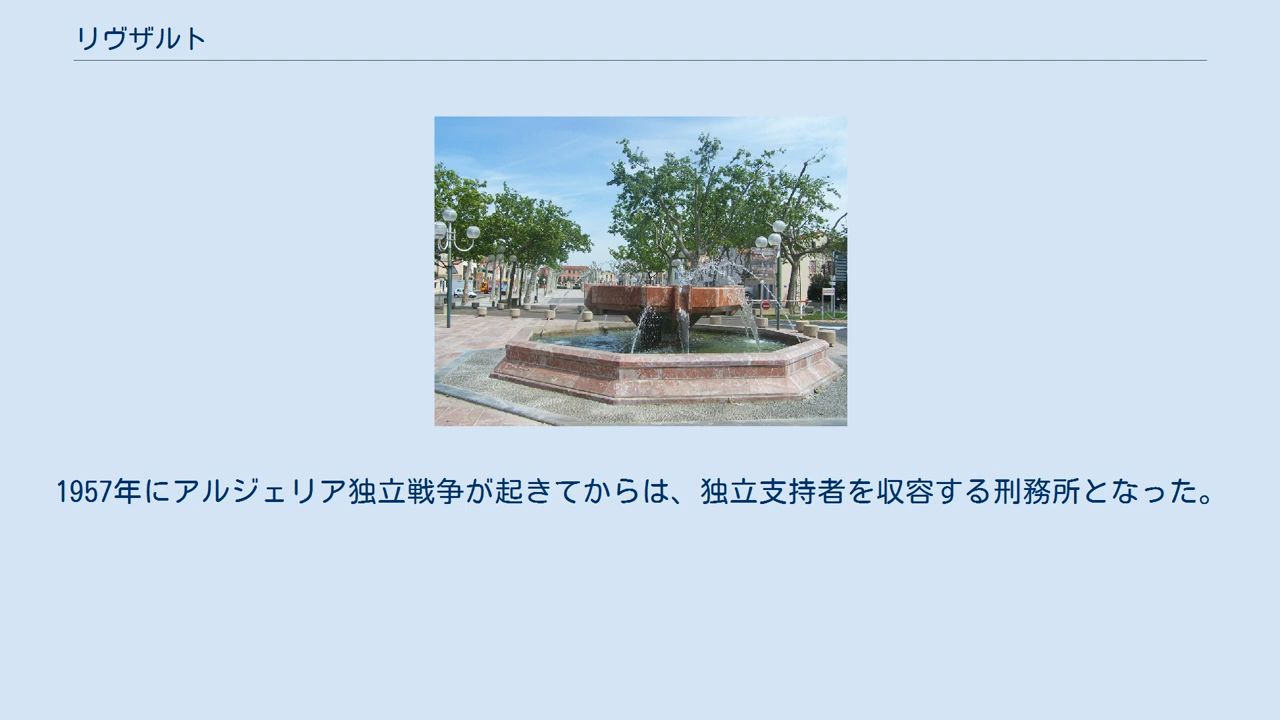 リヴザルト
1957年にアルジェリア独立戦争が起きてからは、独立支持者を収容する刑務所となった。